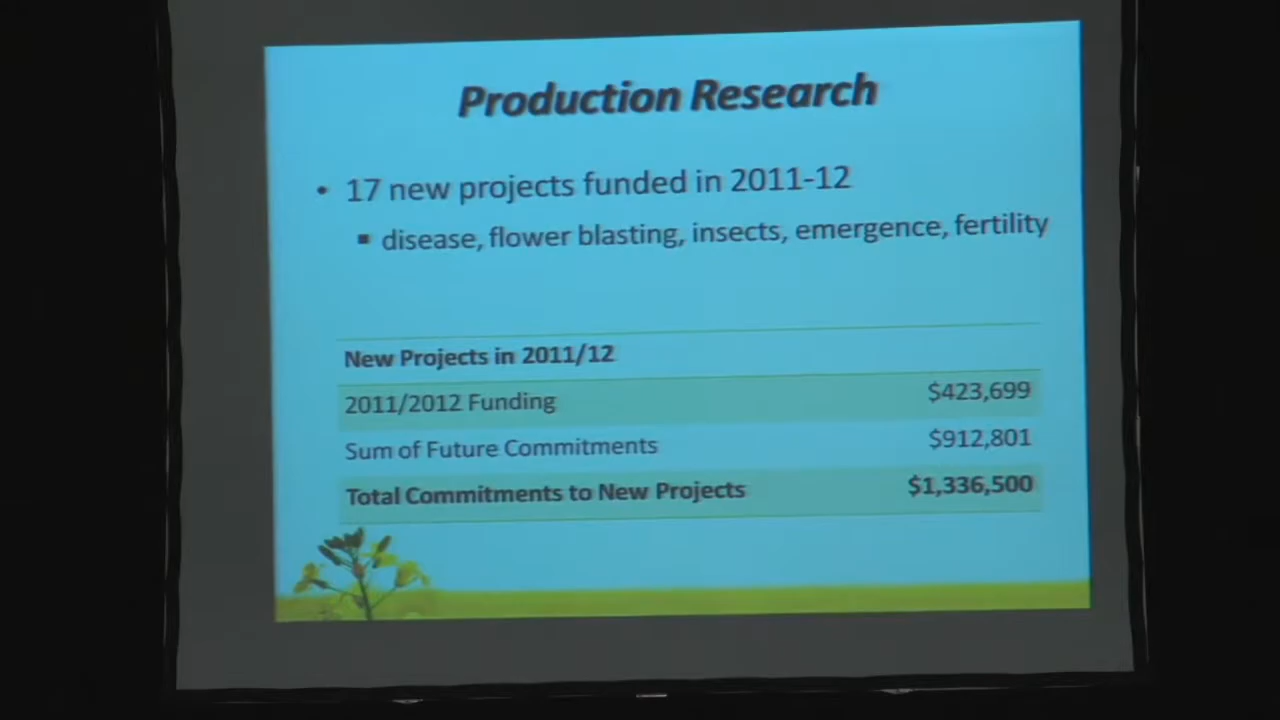 Production Research
• 17 new projects funded in 2011-12
▪ disease, flower blasting, insects, emergence, fertility
New Projects in 2011/12
2011/2012 Funding $423,699
Sum of Future Commitments $912,801
Total Commitments to New Projects $1,336,500